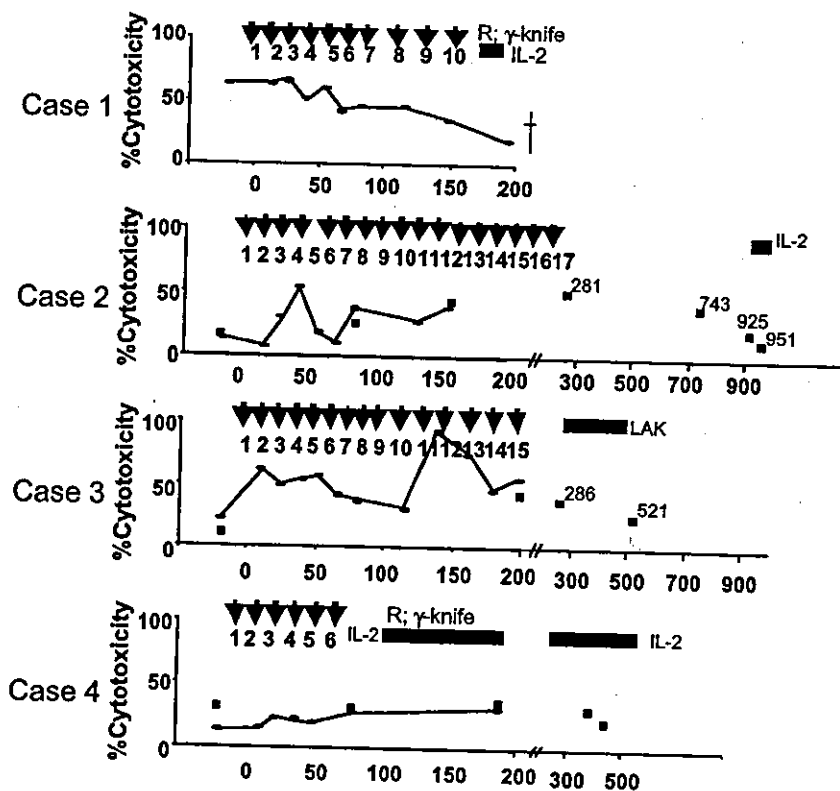 R; γ-knife
1 2 3 4 5 6 7 8 9 10 IL-2
Case 1
%Cytotoxicity
100
50
0
0 50 100 150 200
IL-2
1 2 3 4 5 6 7 8 9 10 11 12 13 14 15 16 17
Case 2
%Cytotoxicity
100
50
0
281
743
925
951
0 50 100 150 200 300 500 700 900
LAK
1 2 3 4 5 6 7 8 9 10 11 12 13 14 15
Case 3
%Cytotoxicity
100
50
0
286
521
0 50 100 150 200 300 500 700 900
R; γ-knife
1 2 3 4 5 6 IL-2 IL-2
Case 4
%Cytotoxicity
100
50
0
0 50 100 150 200 300 500